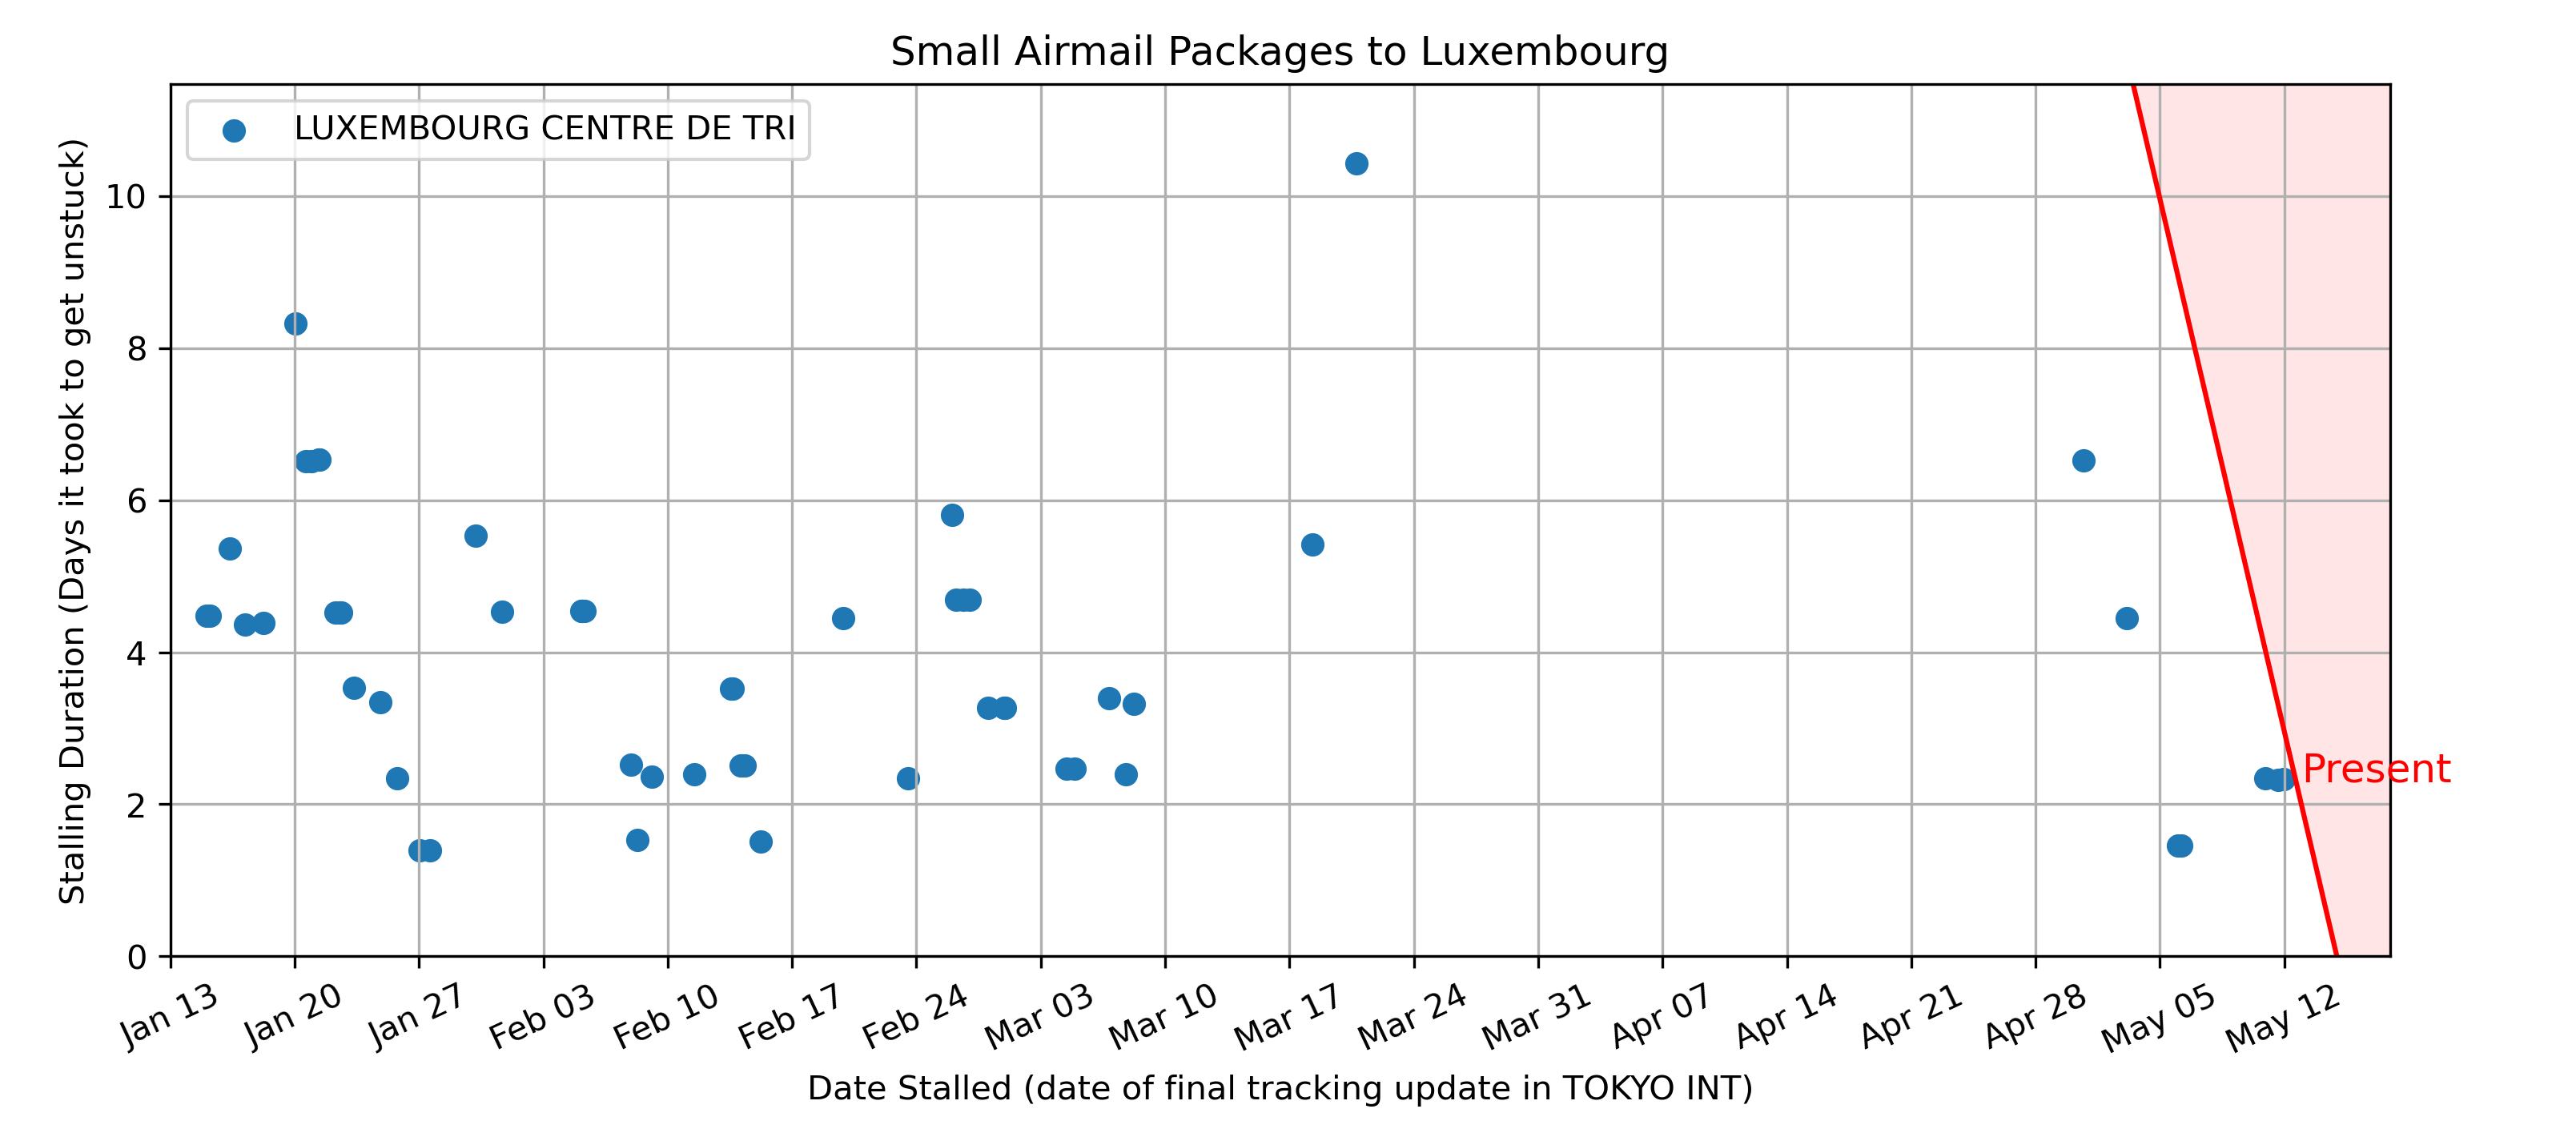 Small Airmail Packages to Luxembourg
LUXEMBOURG CENTRE DE TRI
Stalling Duration (Days it took to get unstuck)
10
8
6
4
2
0
Present
Jan 13
Jan 20
Jan 27
Feb 03
Feb 10
Feb 17
Feb 24
Mar 03
Mar 10
Mar 17
Mar 24
Mar 31
Apr 07
Apr 14
Apr 21
Apr 28
May 05
May 12
Date Stalled (date of final tracking update in TOKYO INT)